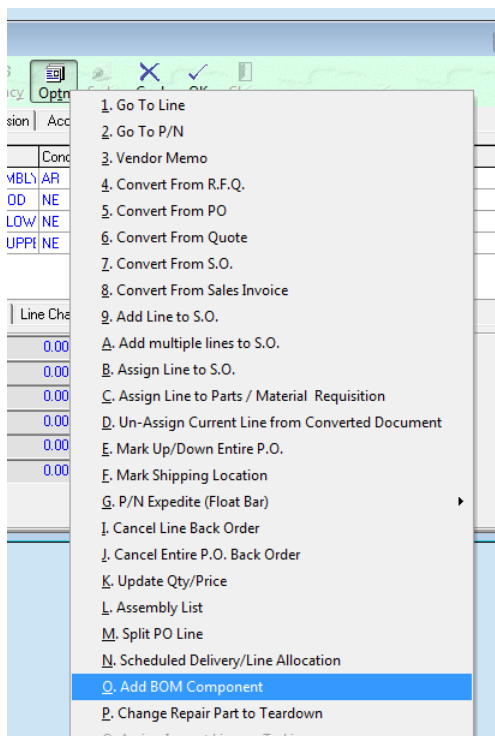 Optn
sion Acc
Conc
MBLY AR
OD NE
LOW NE
UPPE NE
Line Cha
0.00
0.00
0.00
0.00
0.00
0.00
1. Go To Line
2. Go To P/N
3. Vendor Memo
4. Convert From R.F.Q.
5. Convert From PO
6. Convert From Quote
7. Convert From S.O.
8. Convert From Sales Invoice
9. Add Line to S.O.
A. Add multiple lines to S.O.
B. Assign Line to S.O.
C. Assign Line to Parts / Material Requisition
D. Un-Assign Current Line from Converted Document
E. Mark Up/Down Entire P.O.
F. Mark Shipping Location
G. P/N Expedite (Float Bar)
I. Cancel Line Back Order
J. Cancel Entire P.O. Back Order
K. Update Qty/Price
L. Assembly List
M. Split PO Line
N. Scheduled Delivery/Line Allocation
O. Add BOM Component
P. Change Repair Part to Teardown